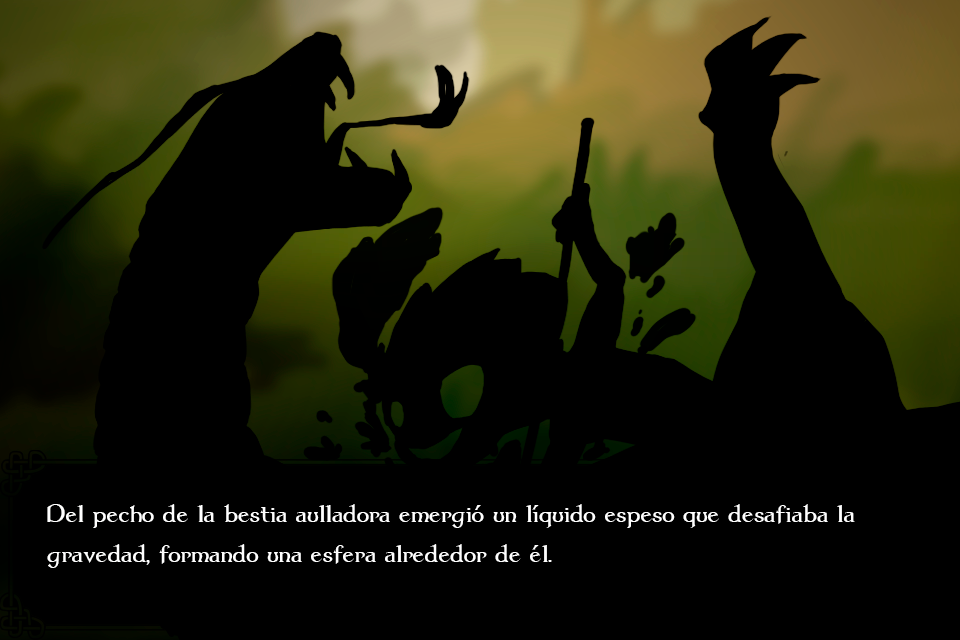 Del pecho de la bestia aulladora emergió un líquido espeso que desafiaba la
gravedad, formando una esfera alrededor de él.